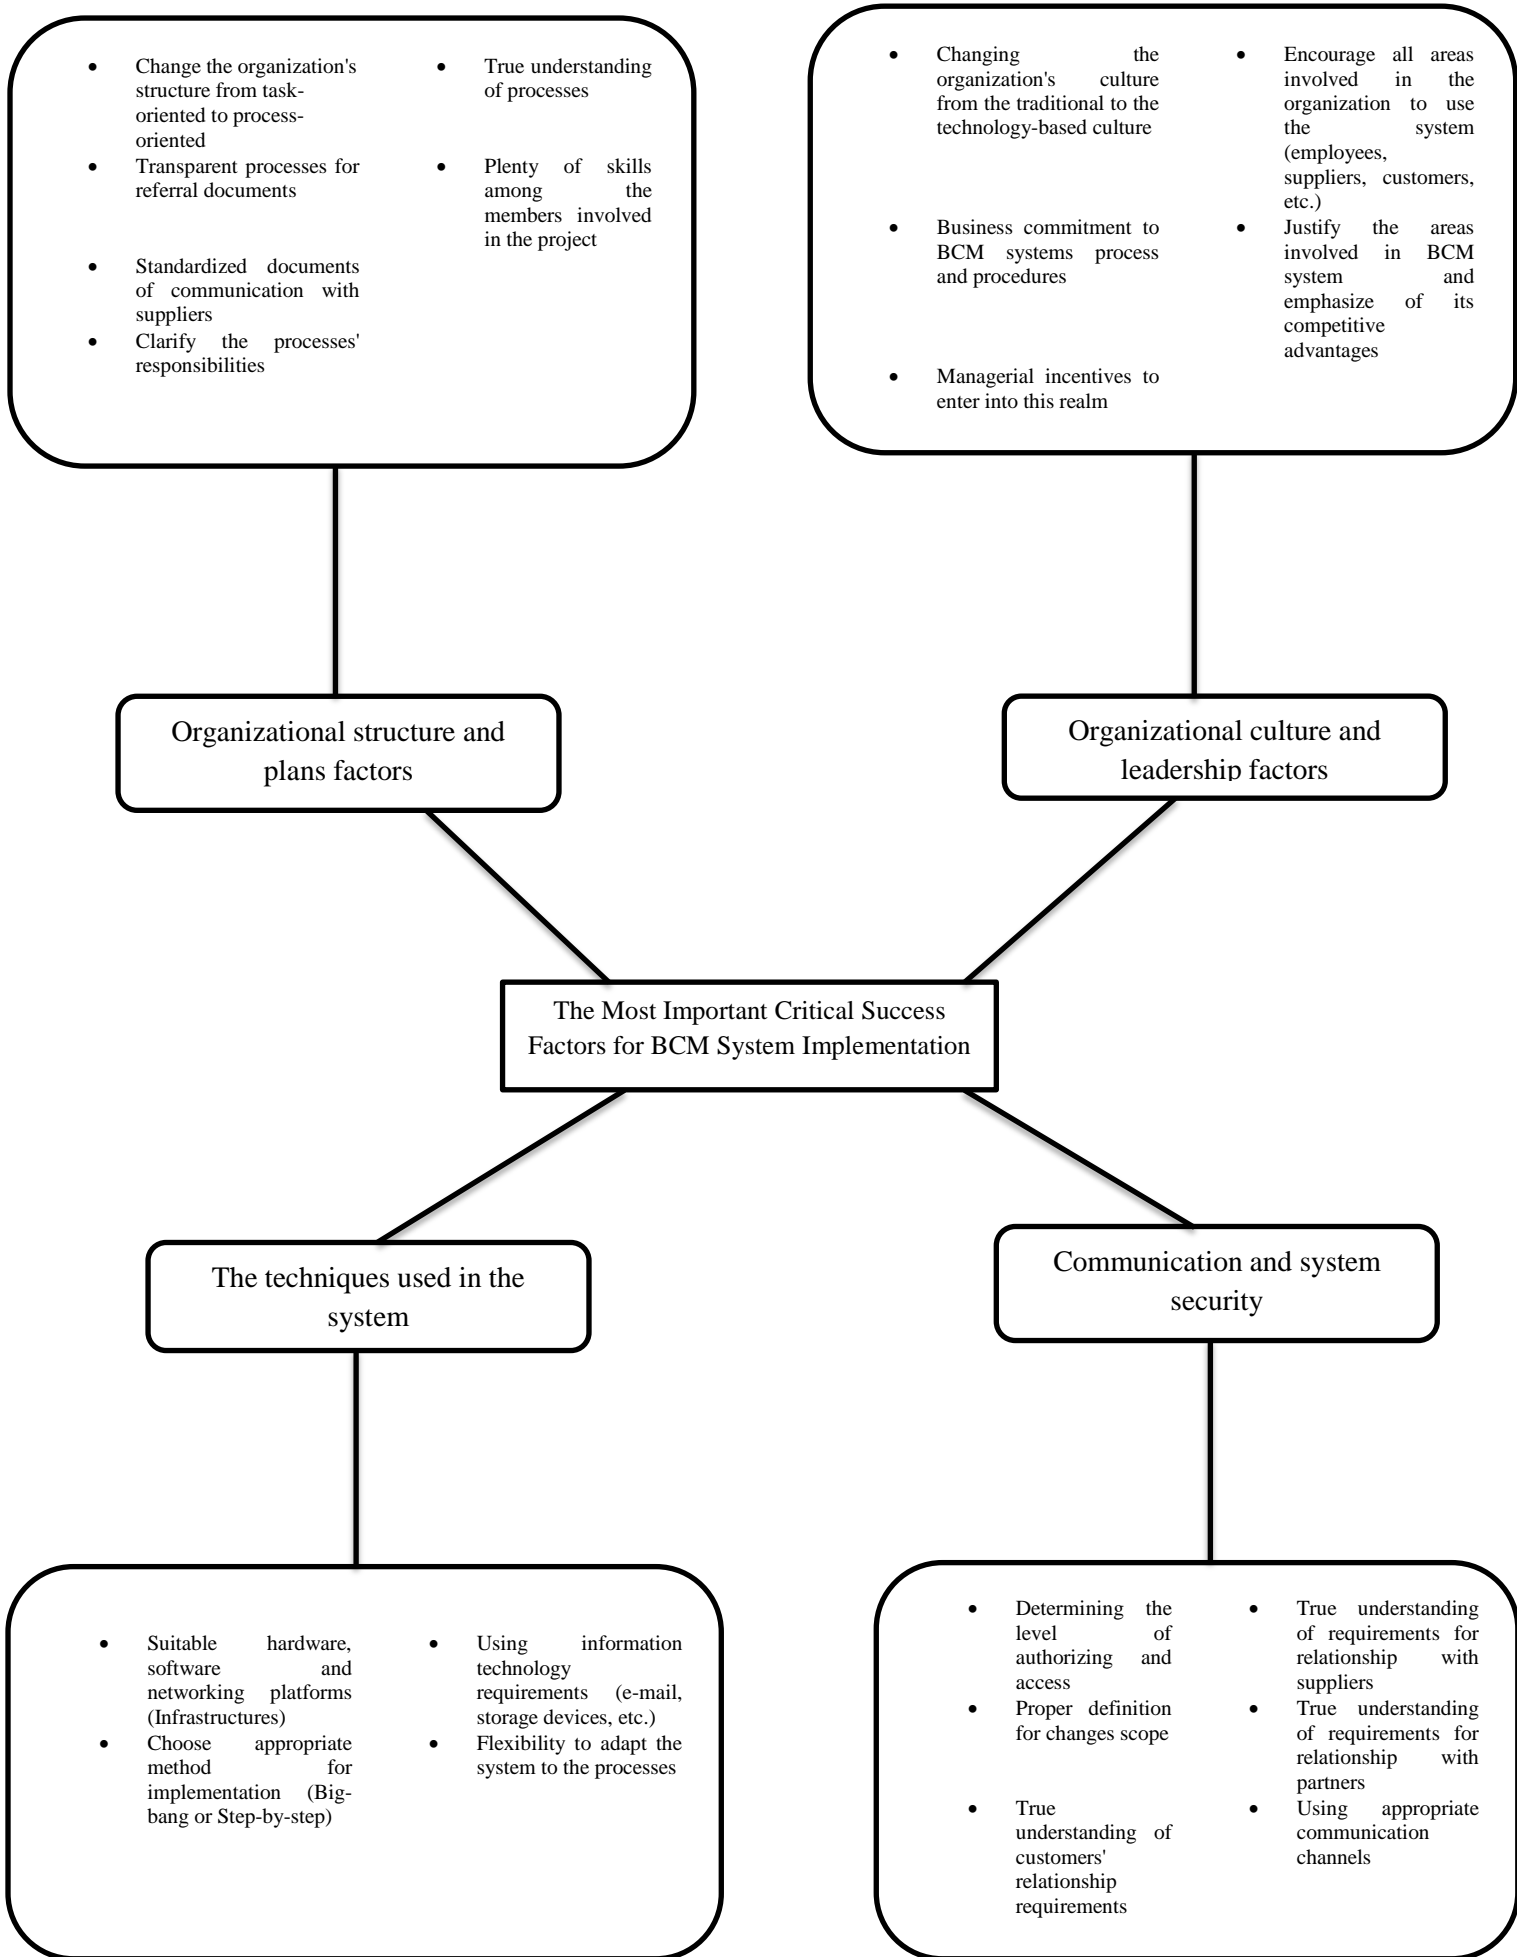 Change the organization's
structure from task-
oriented to process-
oriented
Transparent processes for
referral documents
Standardized documents
of communication with
suppliers
Clarify the processes'
responsibilities
True understanding
of processes
Plenty of skills
among the
members involved
in the project
Changing the
organization's culture
from the traditional to the
technology-based culture
Business commitment to
BCM systems process
and procedures
Managerial incentives to
enter into this realm
Encourage all areas
involved in the
organization to use
the system
(employees,
suppliers, customers,
etc.)
Justify the areas
involved in BCM
system and
emphasize of its
competitive
advantages
Organizational structure and
plans factors
Organizational culture and
leadership factors
The Most Important Critical Success
Factors for BCM System Implementation
The techniques used in the
system
Communication and system
security
Suitable hardware,
software and
networking platforms
(Infrastructures)
Choose appropriate
method for
implementation (Big-
bang or Step-by-step)
Using information
technology
requirements (e-mail,
storage devices, etc.)
Flexibility to adapt the
system to the processes
Determining the
level of
authorizing and
access
Proper definition
for changes scope
True
understanding of
customers'
relationship
requirements
True understanding
of requirements for
relationship with
suppliers
True understanding
of requirements for
relationship with
partners
Using appropriate
communication
channels